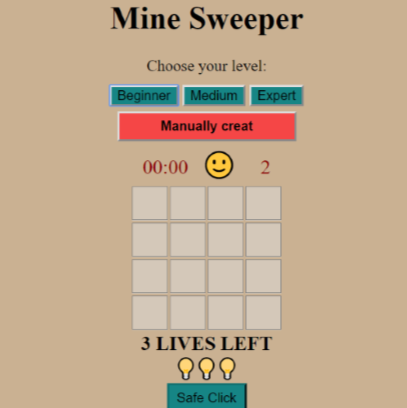 Mine Sweeper
Choose your level:
Beginner Medium Expert
Manually creat
00:00 2
3 LIVES LEFT
Safe Click